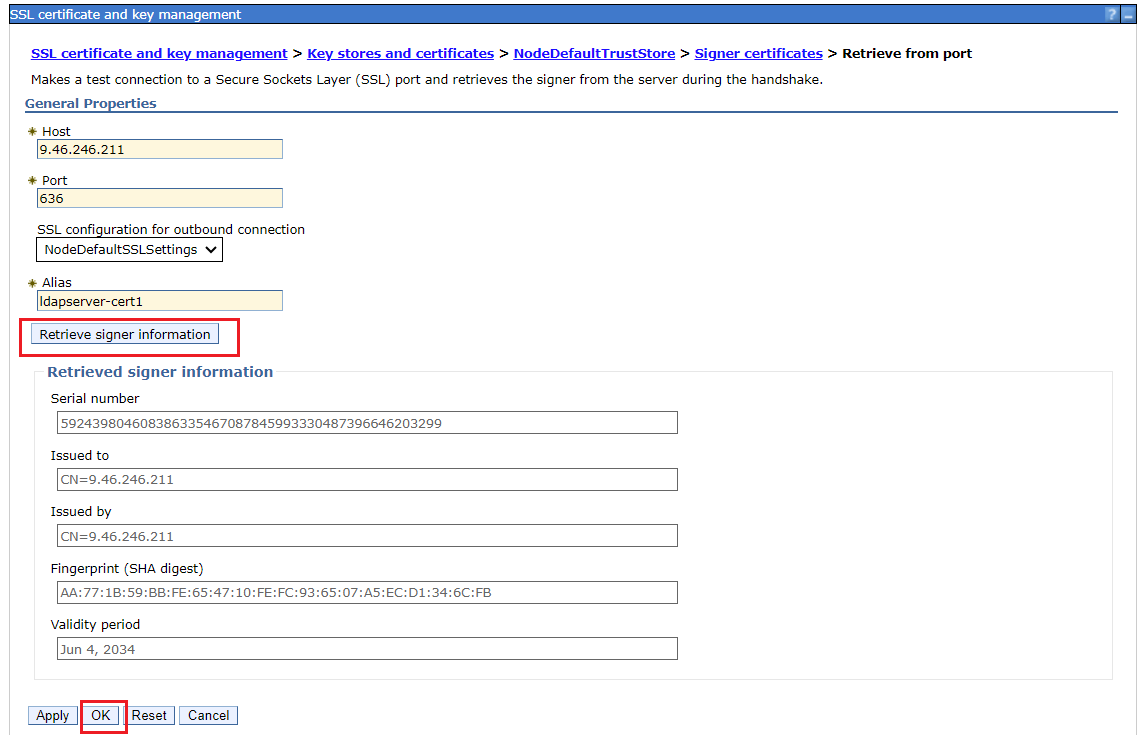 SSL certificate and key management ? _
SSL certificate and key management > Key stores and certificates > NodeDefaultTrustStore > Signer certificates > Retrieve from port
Makes a test connection to a Secure Sockets Layer (SSL) port and retrieves the signer from the server during the handshake.
General Properties
Host
9.46.246.211
Port
636
SSL configuration for outbound connection
NodeDefaultSSLSettings
Alias
ldapserver-cert1
Retrieve signer information
Retrieved signer information
Serial number
592439804608386335467087845993330487396646203299
Issued to
CN=9.46.246.211
Issued by
CN=9.46.246.211
Fingerprint (SHA digest)
AA:77:1B:59:BB:FE:65:47:10:FE:FC:93:65:07:A5:EC:D1:34:6C:FB
Validity period
Jun 4, 2034
Apply OK Reset Cancel